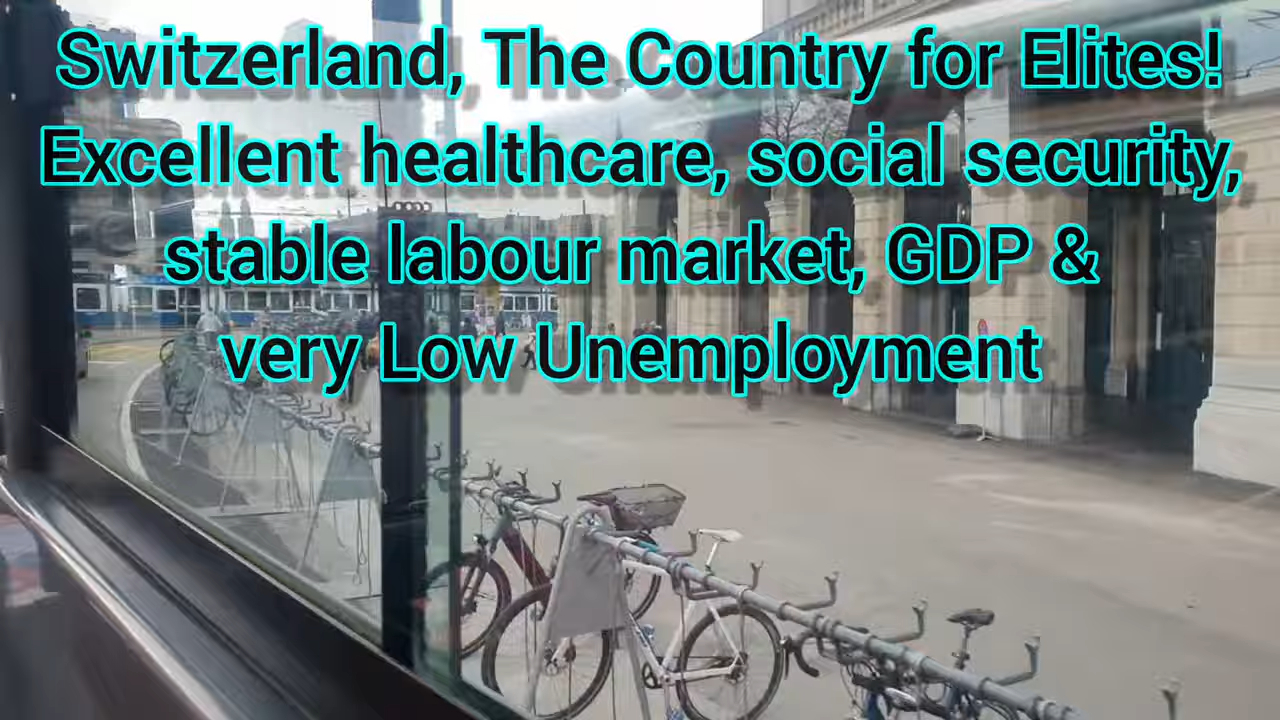 Switzerland, The Country for Elites!
Excellent healthcare, social security,
stable labour market, GDP &
very Low Unemployment